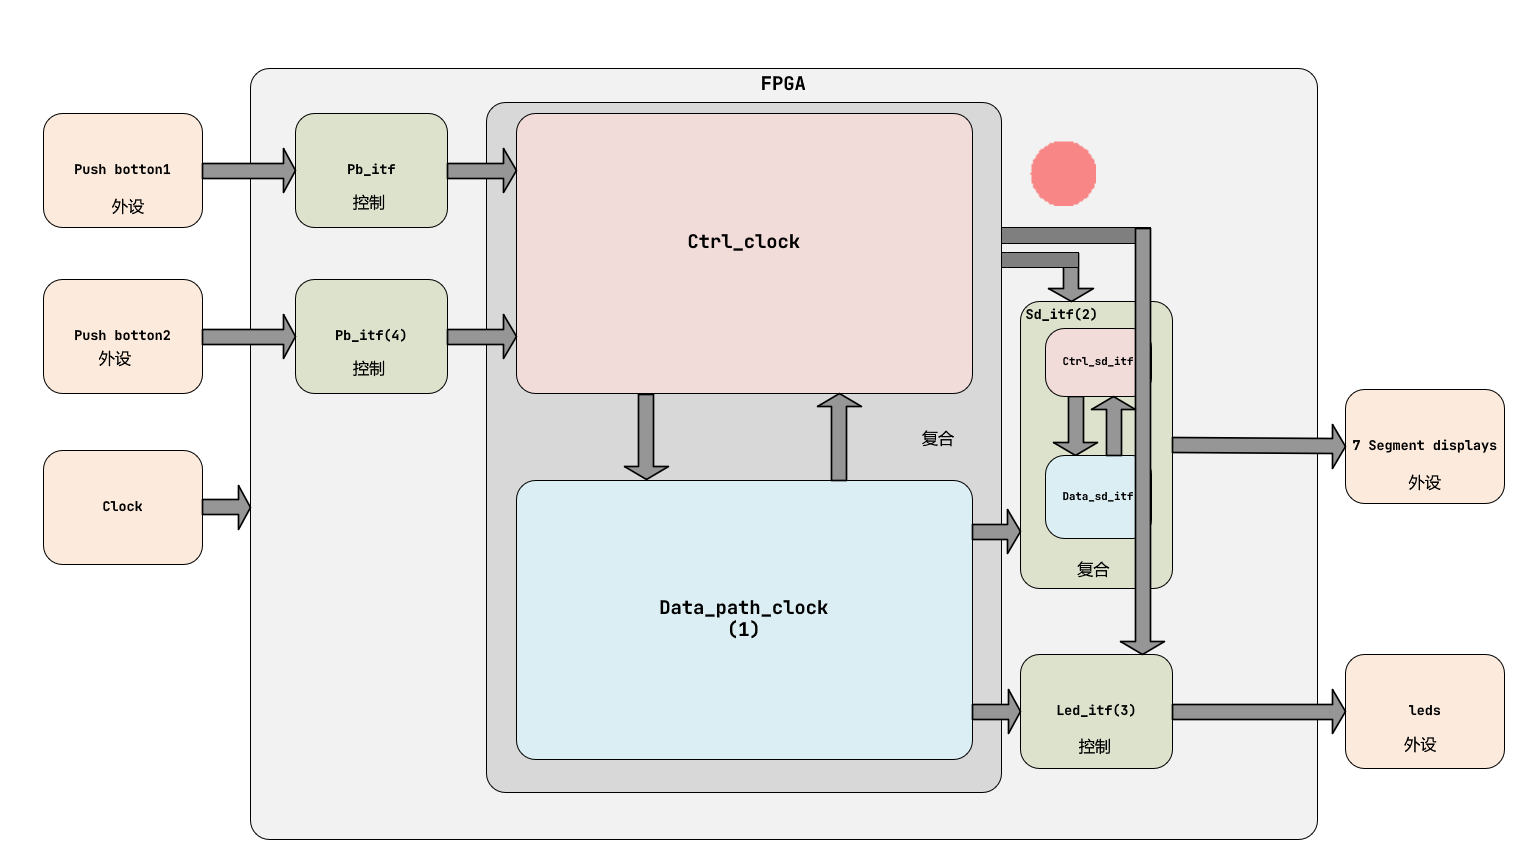 FPGA
Push botton1
外设
Pb_itf
控制
Ctrl_clock
Push botton2
外设
Pb_itf(4)
控制
Sd_itf(2)
Ctrl_sd_itf
复合
7 Segment displays
外设
Clock
Data_sd_itf
复合
Data_path_clock
(1)
Led_itf(3)
控制
leds
外设